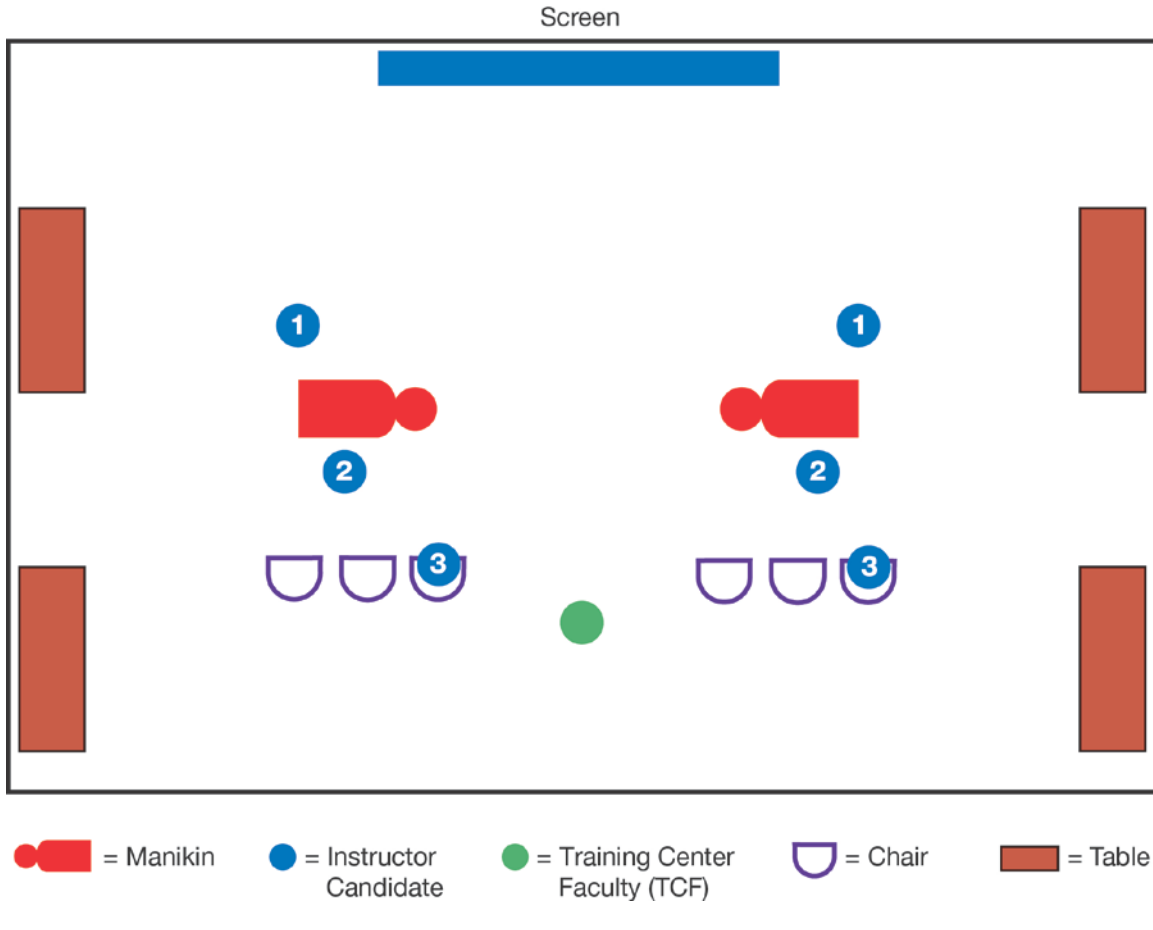 Screen
1
1
2
2
3
3
= Manikin
= Instructor
Candidate
= Training Center
Faculty (TCF)
= Chair
= Table